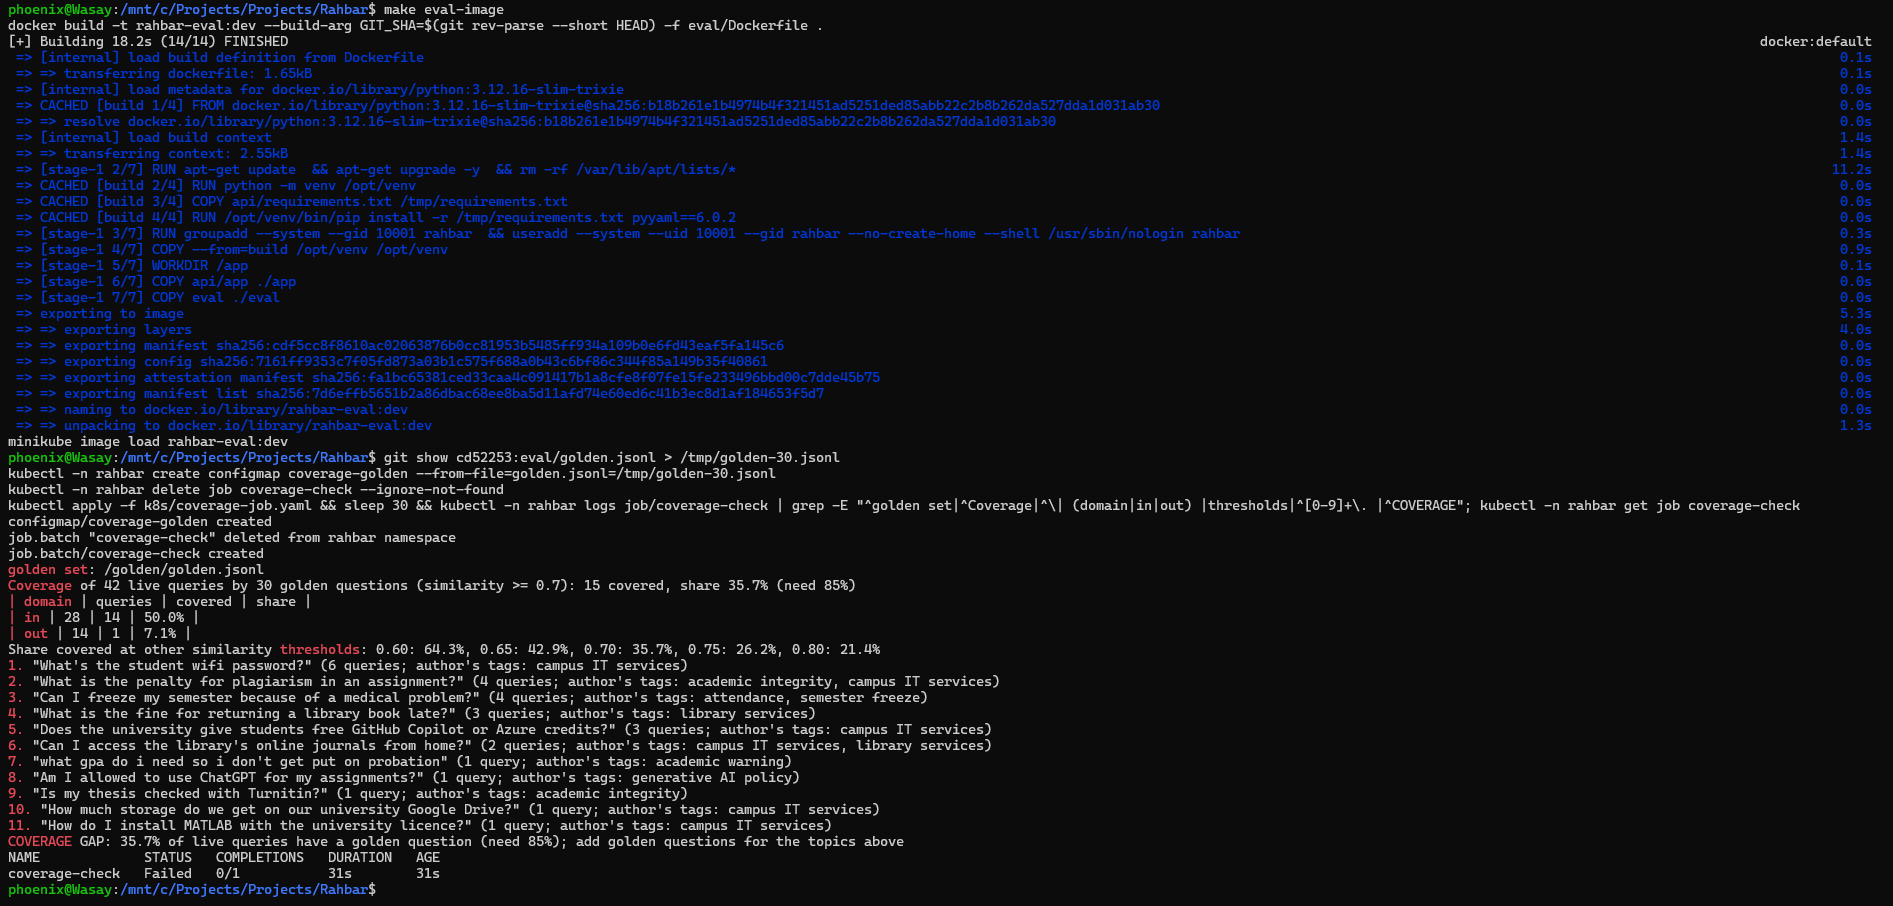 phoenix@Wasay:/mnt/c/Projects/Projects/Rahbar$ make eval-image
docker build -t rahbar-eval:dev --build-arg GIT_SHA=$(git rev-parse --short HEAD) -f eval/Dockerfile .
[+] Building 18.2s (14/14) FINISHED docker:default
=> [internal] load build definition from Dockerfile 0.1s
=> => transferring dockerfile: 1.65kB 0.1s
=> [internal] load metadata for docker.io/library/python:3.12.16-slim-trixie 0.0s
=> CACHED [build 1/4] FROM docker.io/library/python:3.12.16-slim-trixie@sha256:b18b261e1b4974b4f321451ad5251ded85abb22c2b8b262da527dda1d031ab30 0.0s
=> => resolve docker.io/library/python:3.12.16-slim-trixie@sha256:b18b261e1b4974b4f321451ad5251ded85abb22c2b8b262da527dda1d031ab30 0.0s
=> [internal] load build context 1.4s
=> => transferring context: 2.55kB 1.4s
=> [stage-1 2/7] RUN apt-get update  && apt-get upgrade -y  && rm -rf /var/lib/apt/lists/* 11.2s
=> CACHED [build 2/4] RUN python -m venv /opt/venv 0.0s
=> CACHED [build 3/4] COPY api/requirements.txt /tmp/requirements.txt 0.0s
=> CACHED [build 4/4] RUN /opt/venv/bin/pip install -r /tmp/requirements.txt pyyaml==6.0.2 0.0s
=> [stage-1 3/7] RUN groupadd --system --gid 10001 rahbar  && useradd --system --uid 10001 --gid rahbar --no-create-home --shell /usr/sbin/nologin rahbar 0.3s
=> [stage-1 4/7] COPY --from=build /opt/venv /opt/venv 0.9s
=> [stage-1 5/7] WORKDIR /app 0.1s
=> [stage-1 6/7] COPY api/app ./app 0.0s
=> [stage-1 7/7] COPY eval ./eval 0.0s
=> exporting to image 5.3s
=> => exporting layers 4.0s
=> => exporting manifest sha256:cdf5cc8f8610ac02063876b0cc81953b5485ff934a109b0e6fd43eaf5fa145c6 0.0s
=> => exporting config sha256:7161ff9353c7f05fd873a03b1c575f688a0b43c6bf86c344f85a149b35f40861 0.0s
=> => exporting attestation manifest sha256:fa1bc65381ced33caa4c091417b1a8cfe8f07fe15fe233496bbd00c7dde45b75 0.0s
=> => exporting manifest list sha256:7d6effb5651b2a86dbac68ee8ba5d11afd74e60ed6c41b3ec8d1af184653f5d7 0.0s
=> => naming to docker.io/library/rahbar-eval:dev 0.0s
=> => unpacking to docker.io/library/rahbar-eval:dev 1.3s
minikube image load rahbar-eval:dev
phoenix@Wasay:/mnt/c/Projects/Projects/Rahbar$ git show cd52253:eval/golden.jsonl > /tmp/golden-30.jsonl
kubectl -n rahbar create configmap coverage-golden --from-file=golden.jsonl=/tmp/golden-30.jsonl
kubectl -n rahbar delete job coverage-check --ignore-not-found
kubectl apply -f k8s/coverage-job.yaml && sleep 30 && kubectl -n rahbar logs job/coverage-check | grep -E "^golden set|^Coverage|^\| (domain|in|out) |thresholds|^[0-9]+\. |^COVERAGE"; kubectl -n rahbar get job coverage-check
configmap/coverage-golden created
job.batch "coverage-check" deleted from rahbar namespace
job.batch/coverage-check created
golden set: /golden/golden.jsonl
Coverage of 42 live queries by 30 golden questions (similarity >= 0.7): 15 covered, share 35.7% (need 85%)
| domain | queries | covered | share |
| in | 28 | 14 | 50.0% |
| out | 14 | 1 | 7.1% |
Share covered at other similarity thresholds: 0.60: 64.3%, 0.65: 42.9%, 0.70: 35.7%, 0.75: 26.2%, 0.80: 21.4%
1. "What's the student wifi password?" (6 queries; author's tags: campus IT services)
2. "What is the penalty for plagiarism in an assignment?" (4 queries; author's tags: academic integrity, campus IT services)
3. "Can I freeze my semester because of a medical problem?" (4 queries; author's tags: attendance, semester freeze)
4. "What is the fine for returning a library book late?" (3 queries; author's tags: library services)
5. "Does the university give students free GitHub Copilot or Azure credits?" (3 queries; author's tags: campus IT services)
6. "Can I access the library's online journals from home?" (2 queries; author's tags: campus IT services, library services)
7. "what gpa do i need so i don't get put on probation" (1 query; author's tags: academic warning)
8. "Am I allowed to use ChatGPT for my assignments?" (1 query; author's tags: generative AI policy)
9. "Is my thesis checked with Turnitin?" (1 query; author's tags: academic integrity)
10. "How much storage do we get on our university Google Drive?" (1 query; author's tags: campus IT services)
11. "How do I install MATLAB with the university licence?" (1 query; author's tags: campus IT services)
COVERAGE GAP: 35.7% of live queries have a golden question (need 85%); add golden questions for the topics above
NAME STATUS COMPLETIONS DURATION AGE
coverage-check Failed 0/1 31s 31s
phoenix@Wasay:/mnt/c/Projects/Projects/Rahbar$